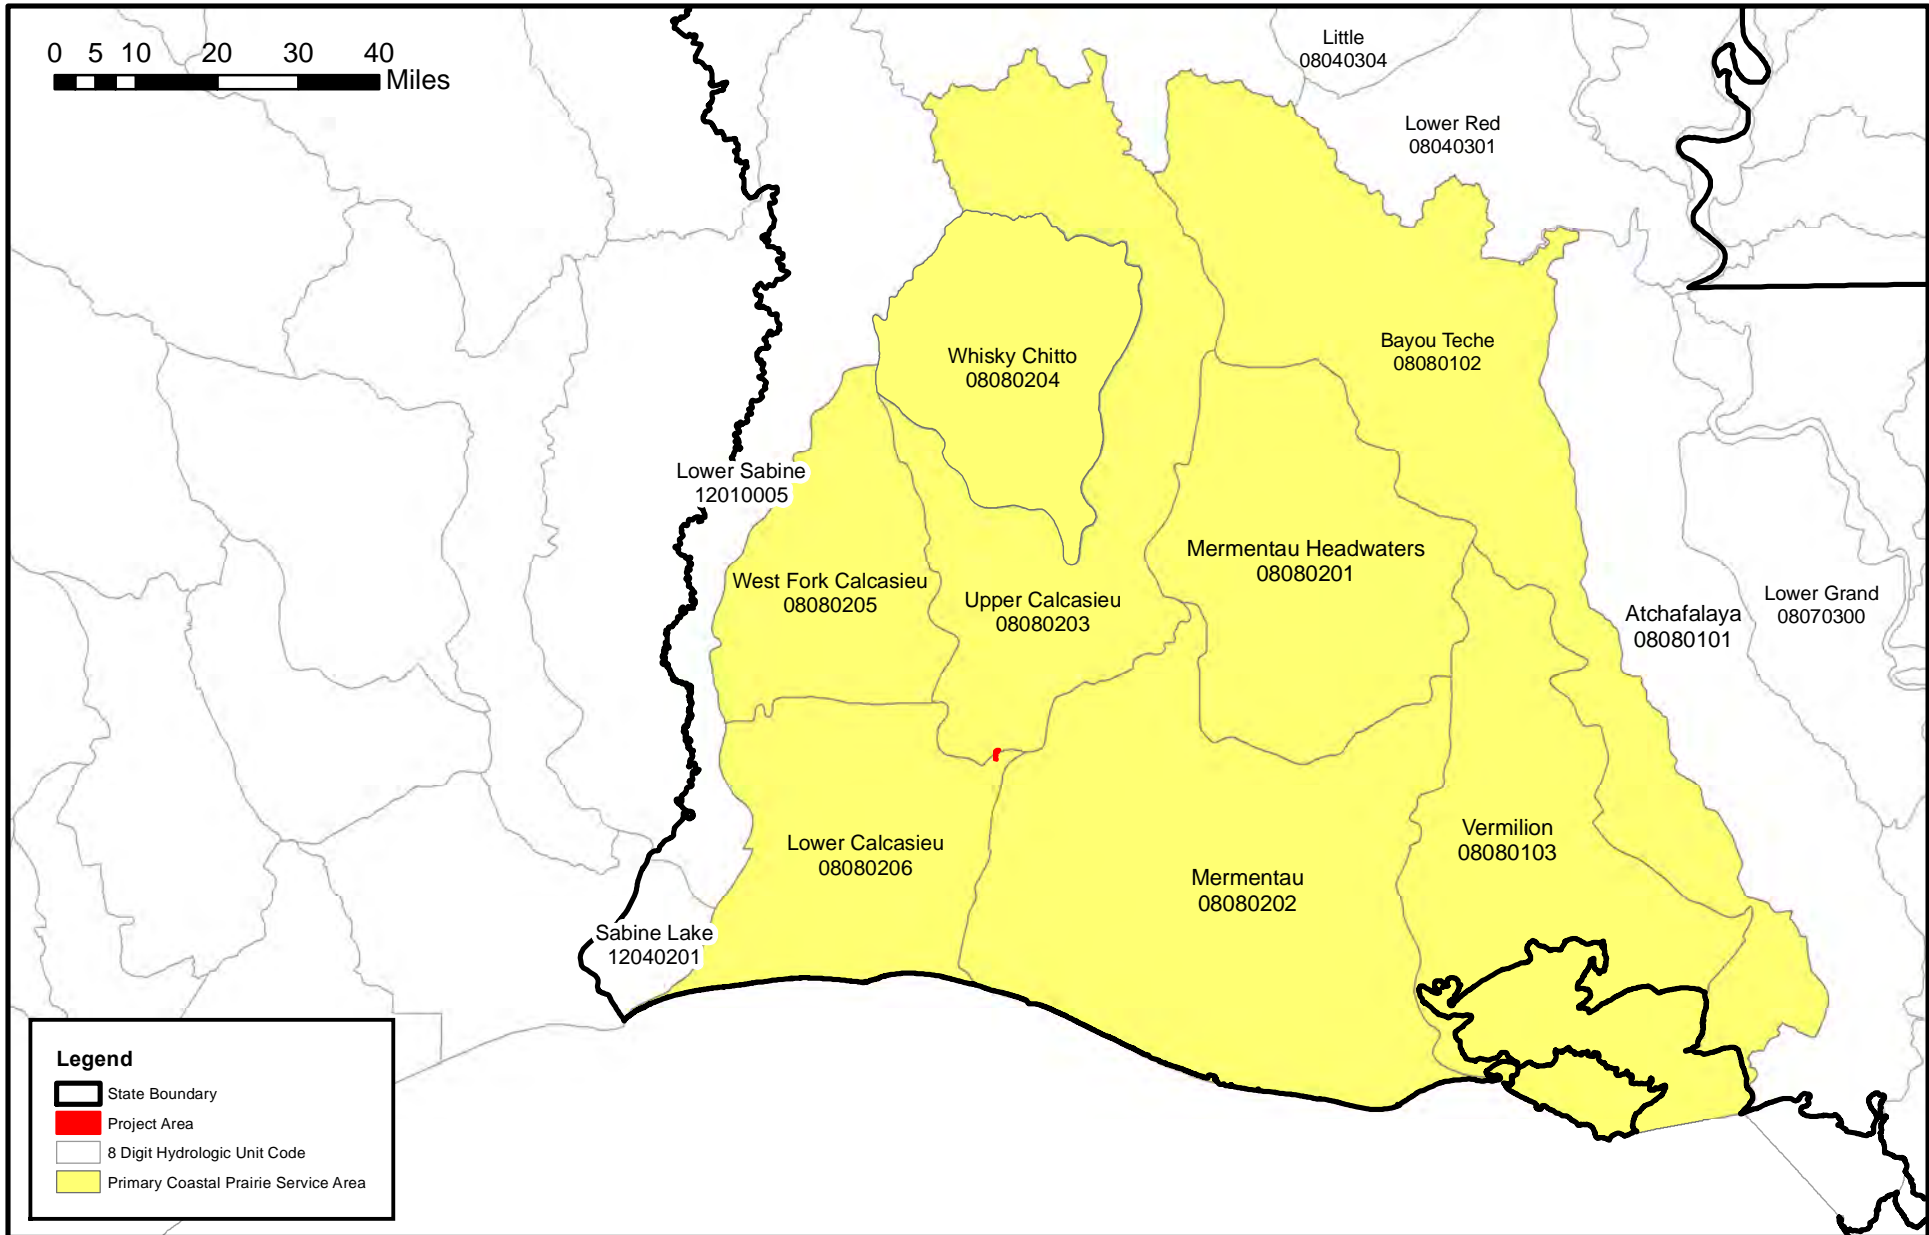 0 5 10 20 30 40
Miles
Little
08040304
Lower Red
08040301
Bayou Teche
08080102
Whisky Chitto
08080204
Lower Sabine
12010005
Mermentau Headwaters
08080201
West Fork Calcasieu
08080205
Upper Calcasieu
08080203
Atchafalaya
08080101
Lower Grand
08070300
Lower Calcasieu
08080206
Vermilion
08080103
Mermentau
08080202
Sabine Lake
12040201
Legend
State Boundary
Project Area
8 Digit Hydrologic Unit Code
Primary Coastal Prairie Service Area